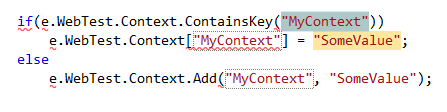 if(e.WebTest.Context.ContainsKey("MyContext"))
e.WebTest.Context["MyContext"] = "SomeValue";
else
e.WebTest.Context.Add("MyContext", "SomeValue");